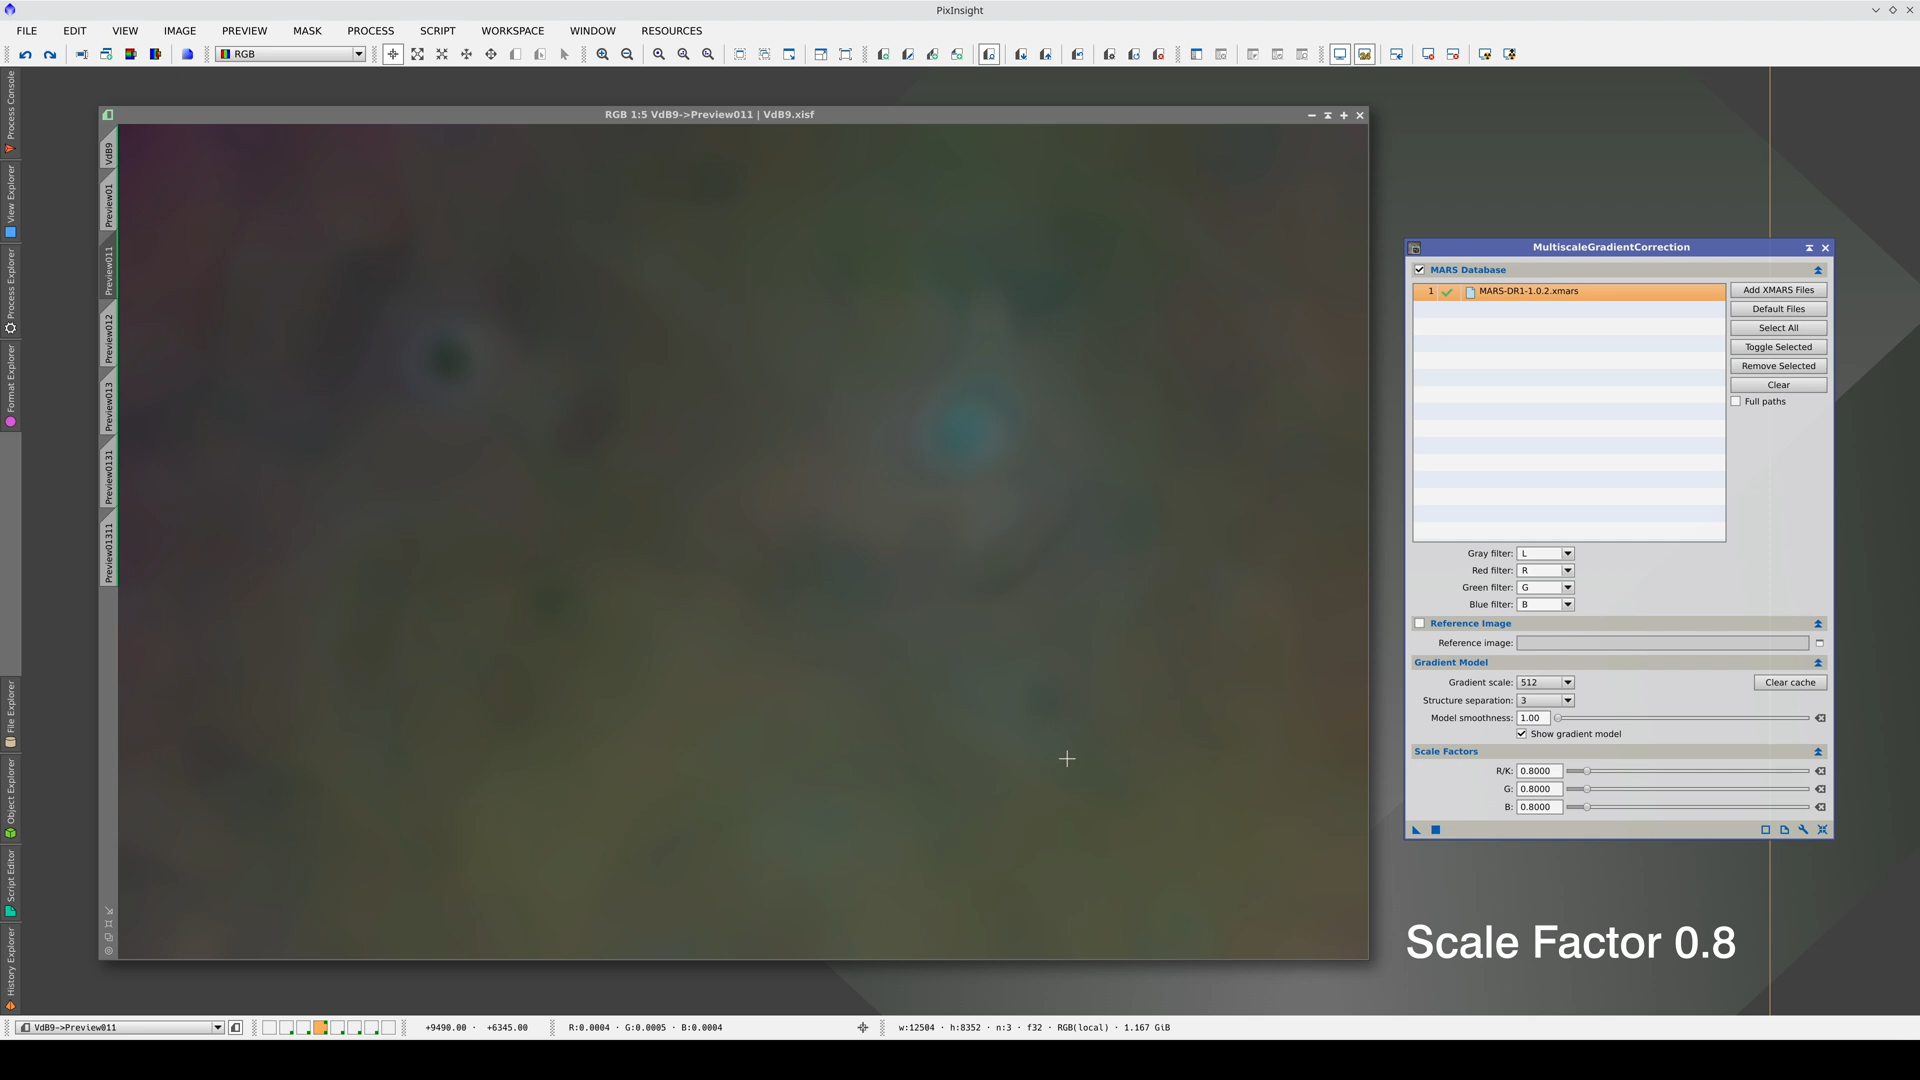 PixInsight
FILE EDIT VIEW IMAGE PREVIEW MASK PROCESS SCRIPT WORKSPACE WINDOW RESOURCES
RGB
Process Console
View Explorer
Process Explorer
Format Explorer
File Explorer
Object Explorer
Script Editor
History Explorer
RGB 1:5 VdB9->Preview011 | VdB9.xisf
VdB9
Preview01
Preview011
Preview012
Preview013
Preview0131
Preview01311
MultiscaleGradientCorrection
MARS Database
1 MARS-DR1-1.0.2.xmars
Add XMARS Files
Default Files
Select All
Toggle Selected
Remove Selected
Clear
Full paths
Gray filter: L
Red filter: R
Green filter: G
Blue filter: B
Reference Image
Reference image:
Gradient Model
Gradient scale: 512 Clear cache
Structure separation: 3
Model smoothness: 1.00
Show gradient model
Scale Factors
R/K: 0.8000
G: 0.8000
B: 0.8000
Scale Factor 0.8
VdB9->Preview011 +9490.00 · +6345.00 R:0.0004 · G:0.0005 · B:0.0004 w:12504 · h:8352 · n:3 · f32 · RGB(local) · 1.167 GiB